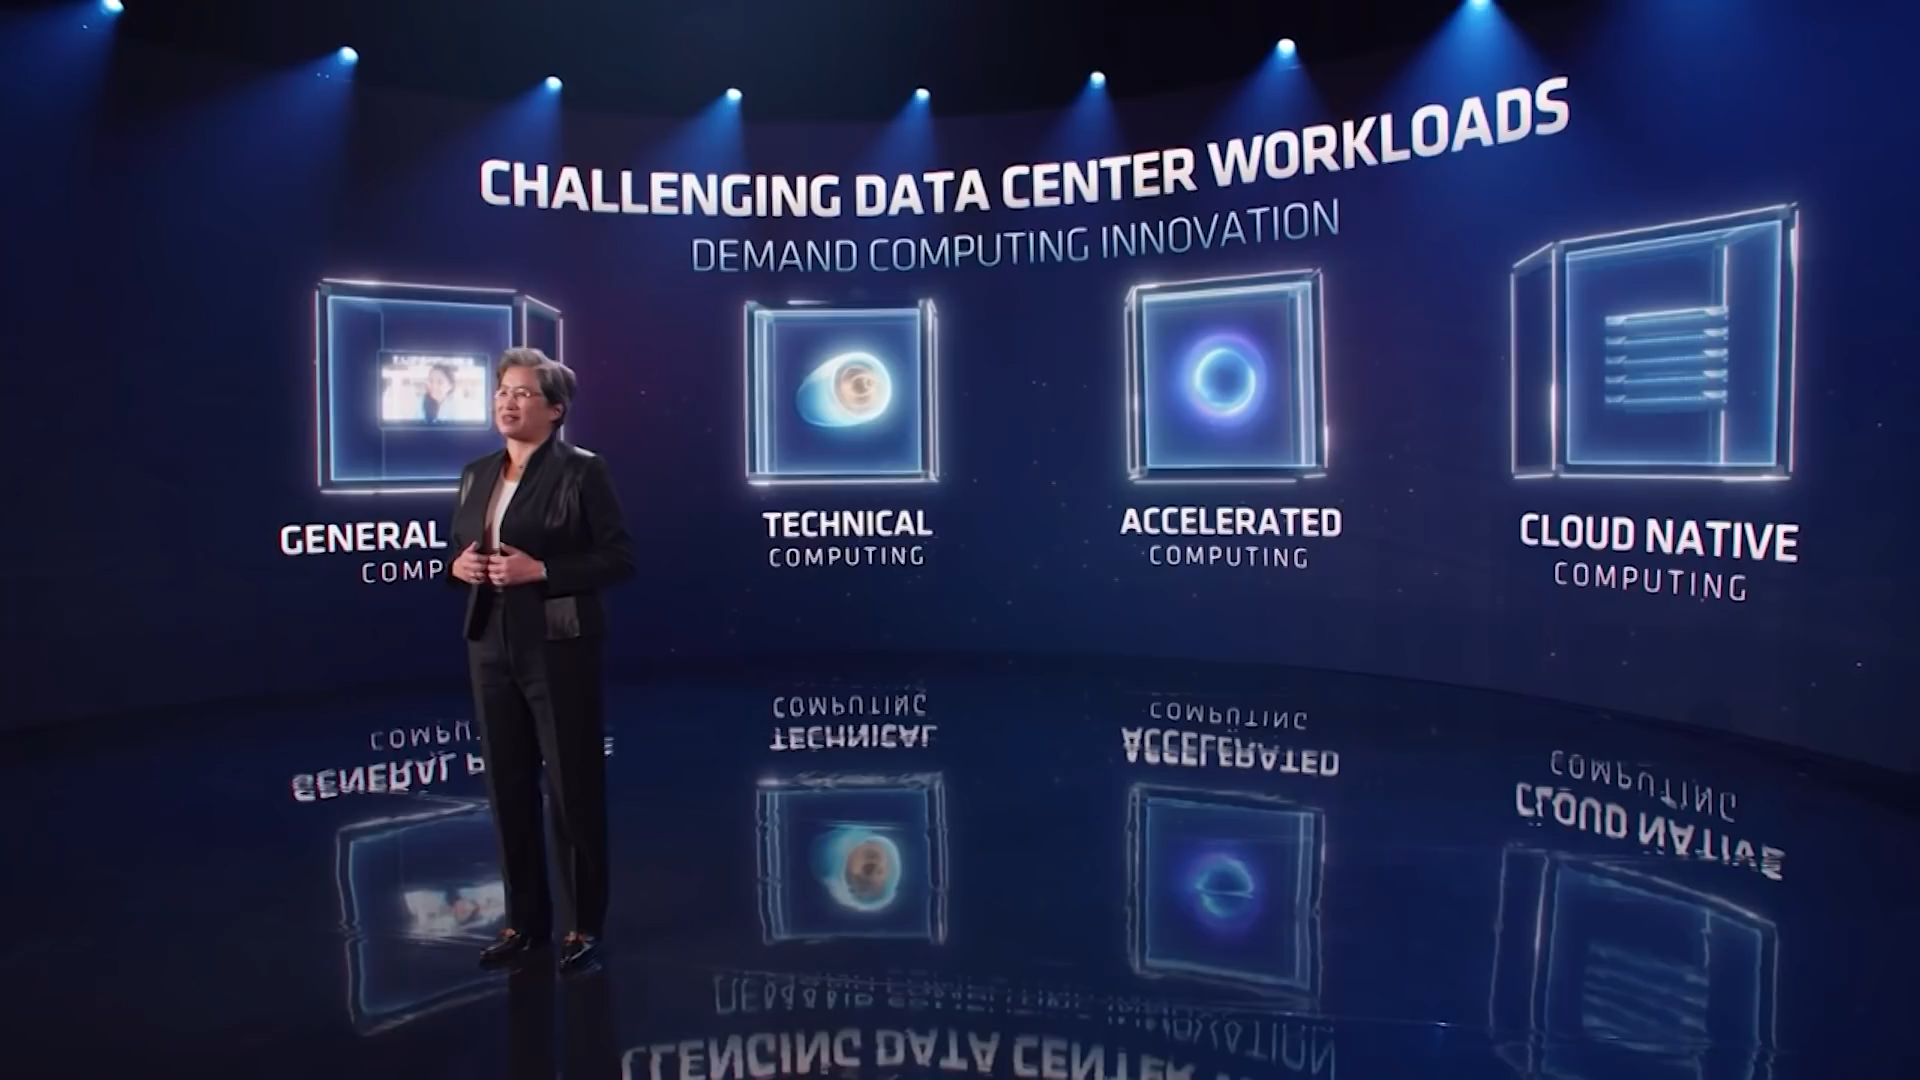 CHALLENGING DATA CENTER WORKLOADS
DEMAND COMPUTING INNOVATION
GENERAL
COMP
TECHNICAL
COMPUTING
ACCELERATED
COMPUTING
CLOUD NATIVE
COMPUTING